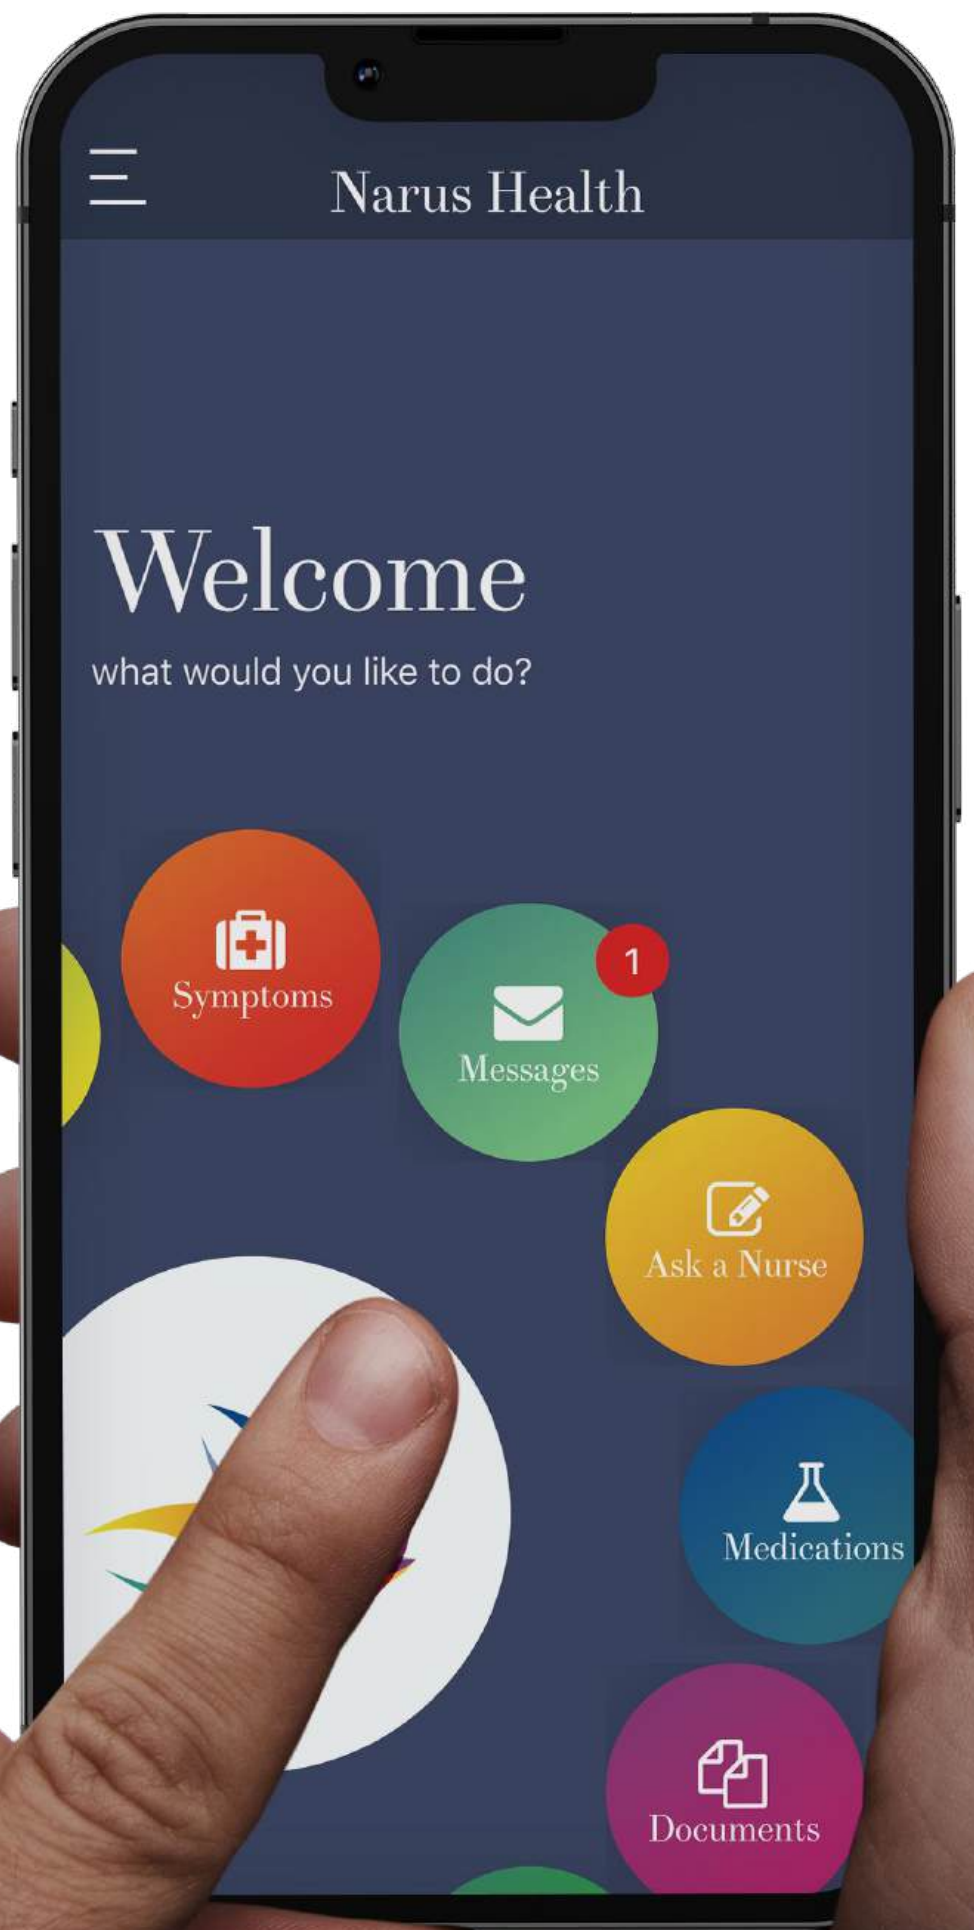 Narus Health
Welcome
what would you like to do?
Symptoms
1
Messages
Ask a Nurse
Medications
Documents